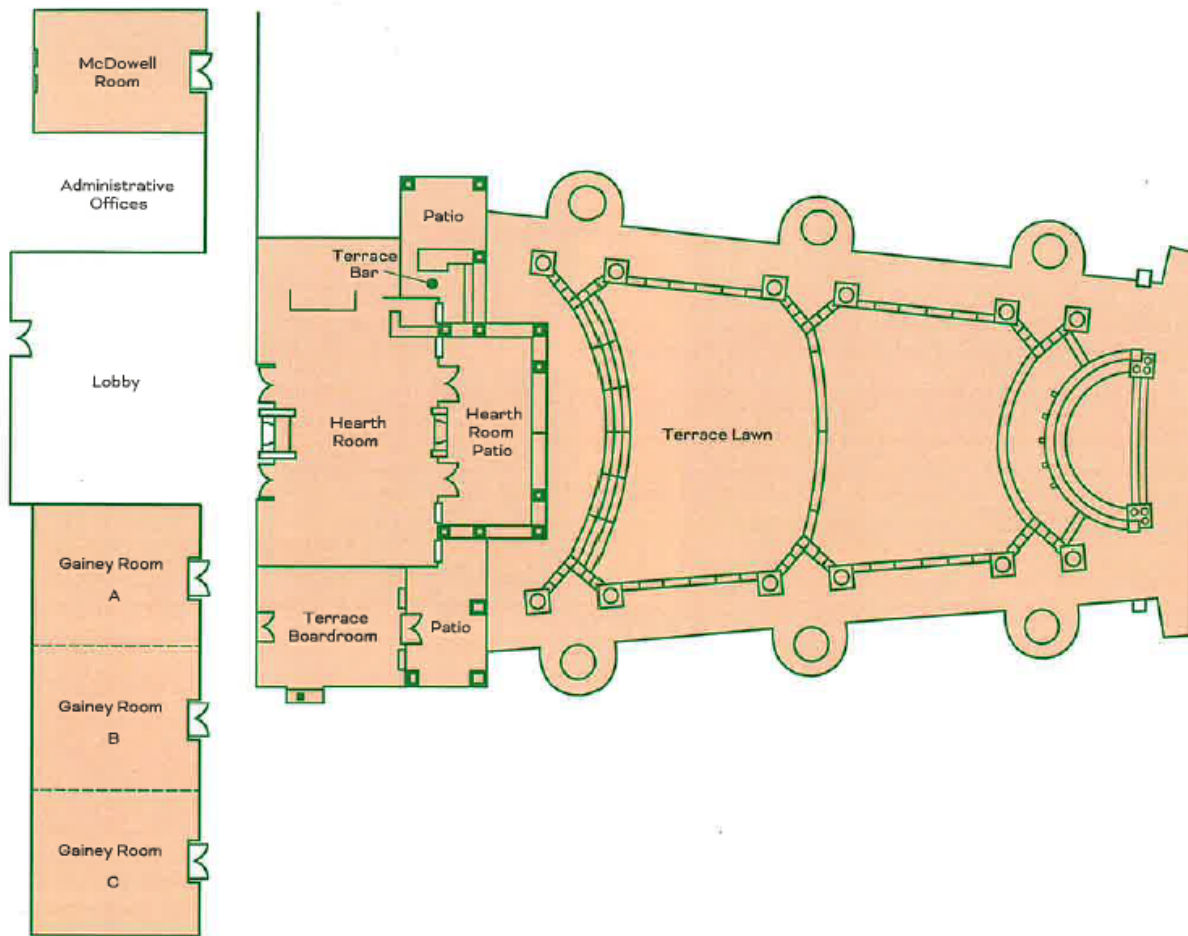 McDowell
Room
Administrative
Offices
Patio
Terrace
Bar
Lobby
Hearth
Room
Hearth
Room
Patio
Terrace Lawn
Gainey Room
A
Terrace
Boardroom
Patio
Gainey Room
B
Gainey Room
C